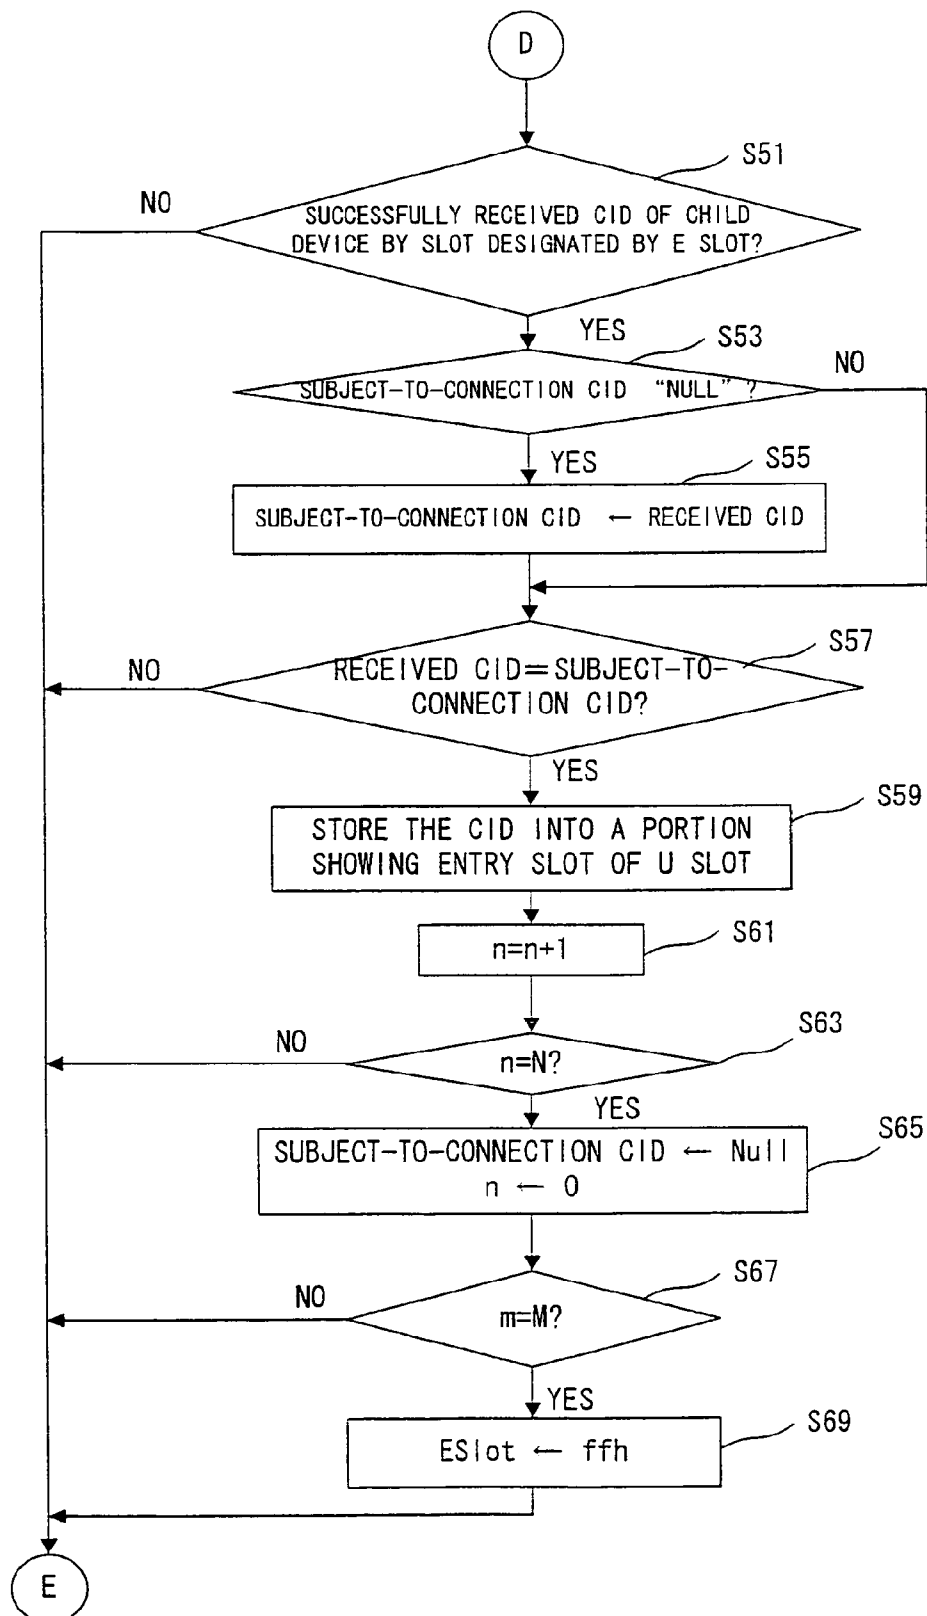 D
S51
NO
SUCCESSFULLY RECEIVED CID OF CHILD
DEVICE BY SLOT DESIGNATED BY E SLOT?
YES
S53
NO
SUBJECT-TO-CONNECTION CID "NULL" ?
YES
S55
SUBJECT-TO-CONNECTION CID ← RECEIVED CID
S57
NO
RECEIVED CID=SUBJECT-TO-
CONNECTION CID?
YES
S59
STORE THE CID INTO A PORTION
SHOWING ENTRY SLOT OF U SLOT
S61
n=n+1
S63
NO
n=N?
YES
S65
SUBJECT-TO-CONNECTION CID ← Null
n ← 0
S67
NO
m=M?
YES
S69
ESlot ← ffh
E